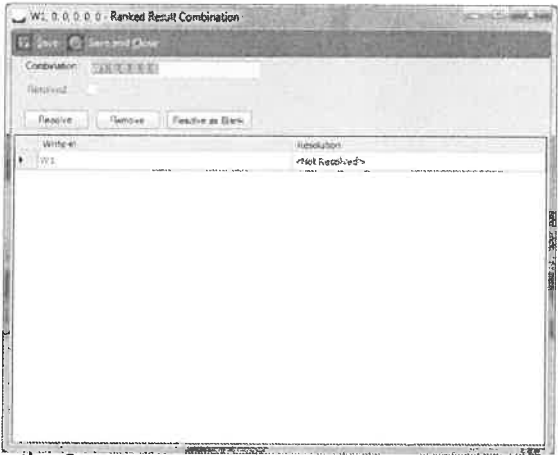 W1, 0, 0, 0, 0, 0 - Ranked Result Combination
Save Save and Close
Combination:
Resolved:
Resolve Remove Resolve as Blank
Write-in Resolution
W1 <Not Resolved>